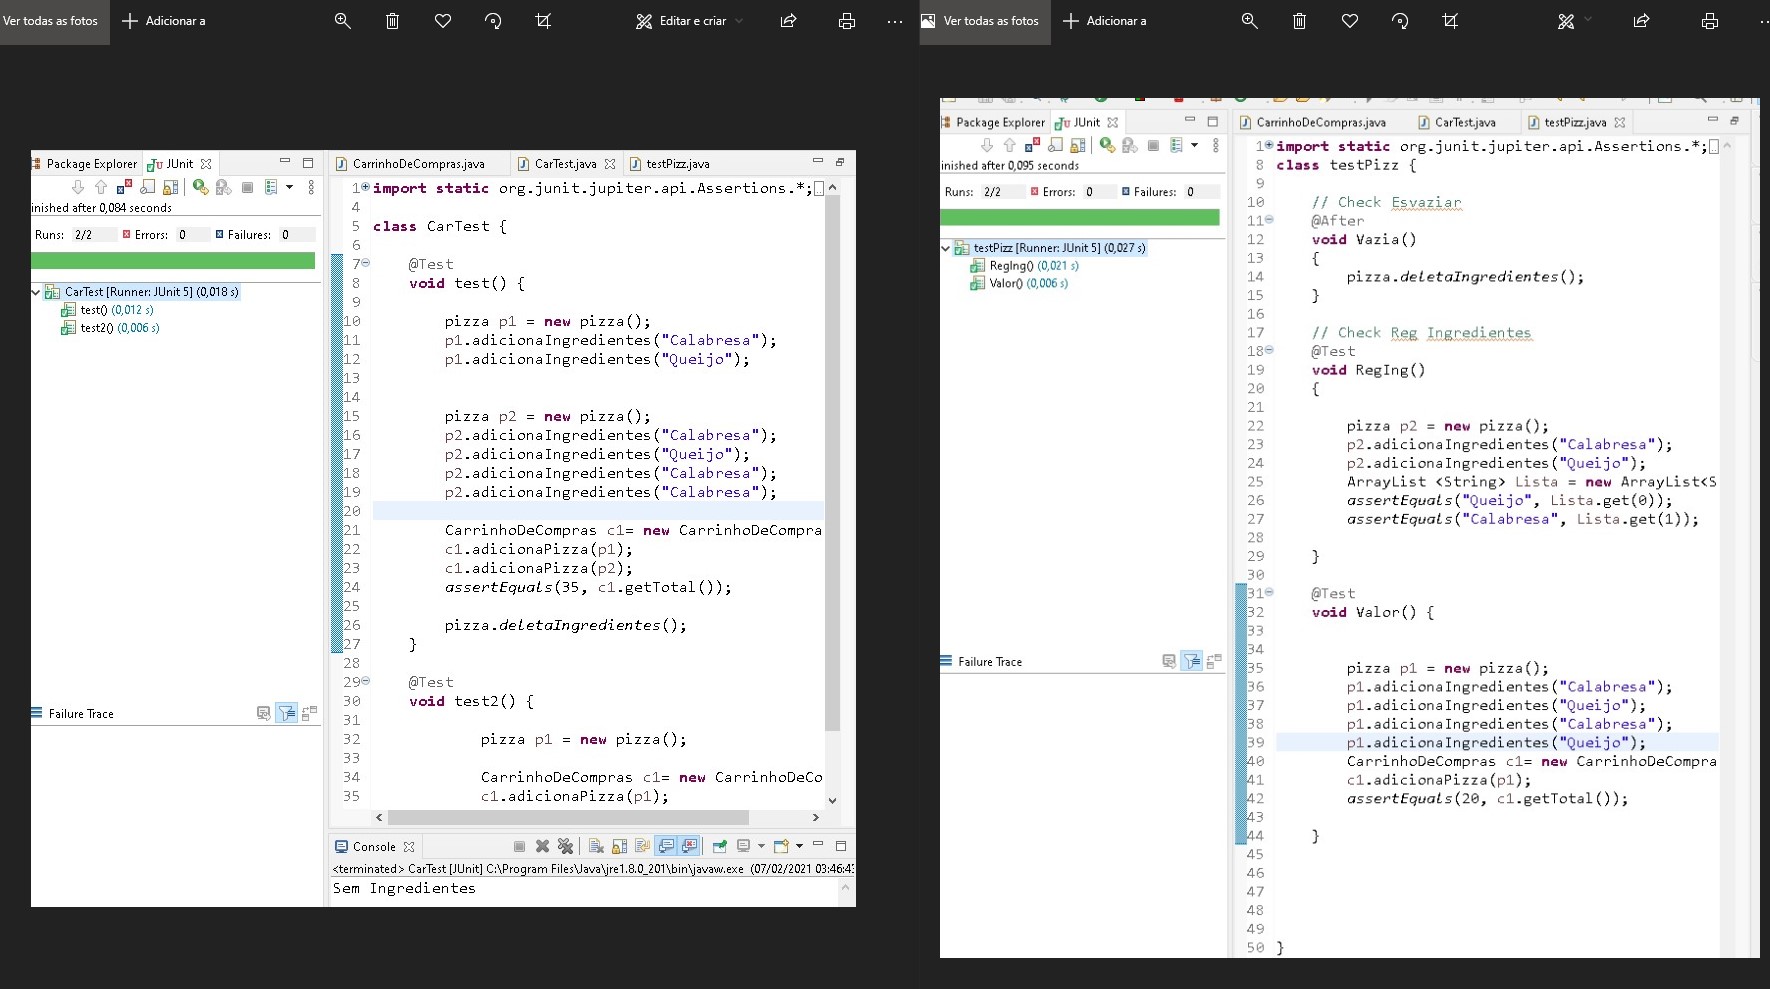 Ver todas as fotos
Adicionar a
Editar e criar
Package Explorer
JUnit
inished after 0,084 seconds
Runs: 2/2 Errors: 0 Failures: 0
CarTest [Runner: JUnit 5] (0,018 s)
test() (0,012 s)
test2() (0,006 s)
Failure Trace
CarrinhoDeCompras.java
CarTest.java
testPizz.java
1 import static org.junit.jupiter.api.Assertions.*;
4
5 class CarTest {
6
7 @Test
8 void test() {
9
10 pizza p1 = new pizza();
11 p1.adicionaIngredientes("Calabresa");
12 p1.adicionaIngredientes("Queijo");
13
14
15 pizza p2 = new pizza();
16 p2.adicionaIngredientes("Calabresa");
17 p2.adicionaIngredientes("Queijo");
18 p2.adicionaIngredientes("Calabresa");
19 p2.adicionaIngredientes("Calabresa");
20
21 CarrinhoDeCompras c1= new CarrinhoDeCompra
22 c1.adicionaPizza(p1);
23 c1.adicionaPizza(p2);
24 assertEquals(35, c1.getTotal());
25
26 pizza.deletaIngredientes();
27 }
28
29 @Test
30 void test2() {
31
32 pizza p1 = new pizza();
33
34 CarrinhoDeCompras c1= new CarrinhoDeCo
35 c1.adicionaPizza(p1);
Console
<terminated> CarTest [JUnit] C:\Program Files\Java\jre1.8.0_201\bin\javaw.exe (07/02/2021 03:46:43
Sem Ingredientes
Ver todas as fotos
Adicionar a
Package Explorer
JUnit
inished after 0,095 seconds
Runs: 2/2 Errors: 0 Failures: 0
testPizz [Runner: JUnit 5] (0,027 s)
RegIng() (0,021 s)
Valor() (0,006 s)
Failure Trace
CarrinhoDeCompras.java
CarTest.java
testPizz.java
1 import static org.junit.jupiter.api.Assertions.*;
8 class testPizz {
9
10 // Check Esvaziar
11 @After
12 void Vazia()
13 {
14 pizza.deletaIngredientes();
15 }
16
17 // Check Reg Ingredientes
18 @Test
19 void RegIng()
20 {
21
22 pizza p2 = new pizza();
23 p2.adicionaIngredientes("Calabresa");
24 p2.adicionaIngredientes("Queijo");
25 ArrayList <String> Lista = new ArrayList<S
26 assertEquals("Queijo", Lista.get(0));
27 assertEquals("Calabresa", Lista.get(1));
28
29 }
30
31 @Test
32 void Valor() {
33
34
35 pizza p1 = new pizza();
36 p1.adicionaIngredientes("Calabresa");
37 p1.adicionaIngredientes("Queijo");
38 p1.adicionaIngredientes("Calabresa");
39 p1.adicionaIngredientes("Queijo");
40 CarrinhoDeCompras c1= new CarrinhoDeCompra
41 c1.adicionaPizza(p1);
42 assertEquals(20, c1.getTotal());
43
44 }
45
46
47
48
49
50 }